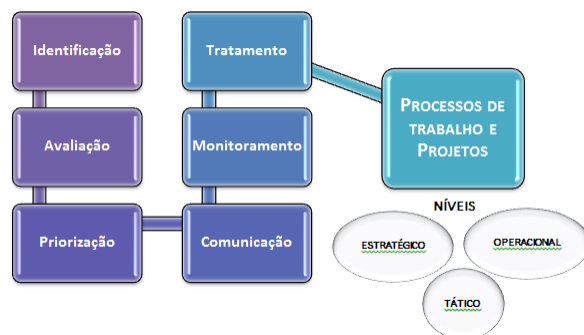 Identificação
Avaliação
Priorização
Comunicação
Monitoramento
Tratamento
PROCESSOS DE
TRABALHO E
PROJETOS
NÍVEIS
ESTRATÉGICO
OPERACIONAL
TÁTICO